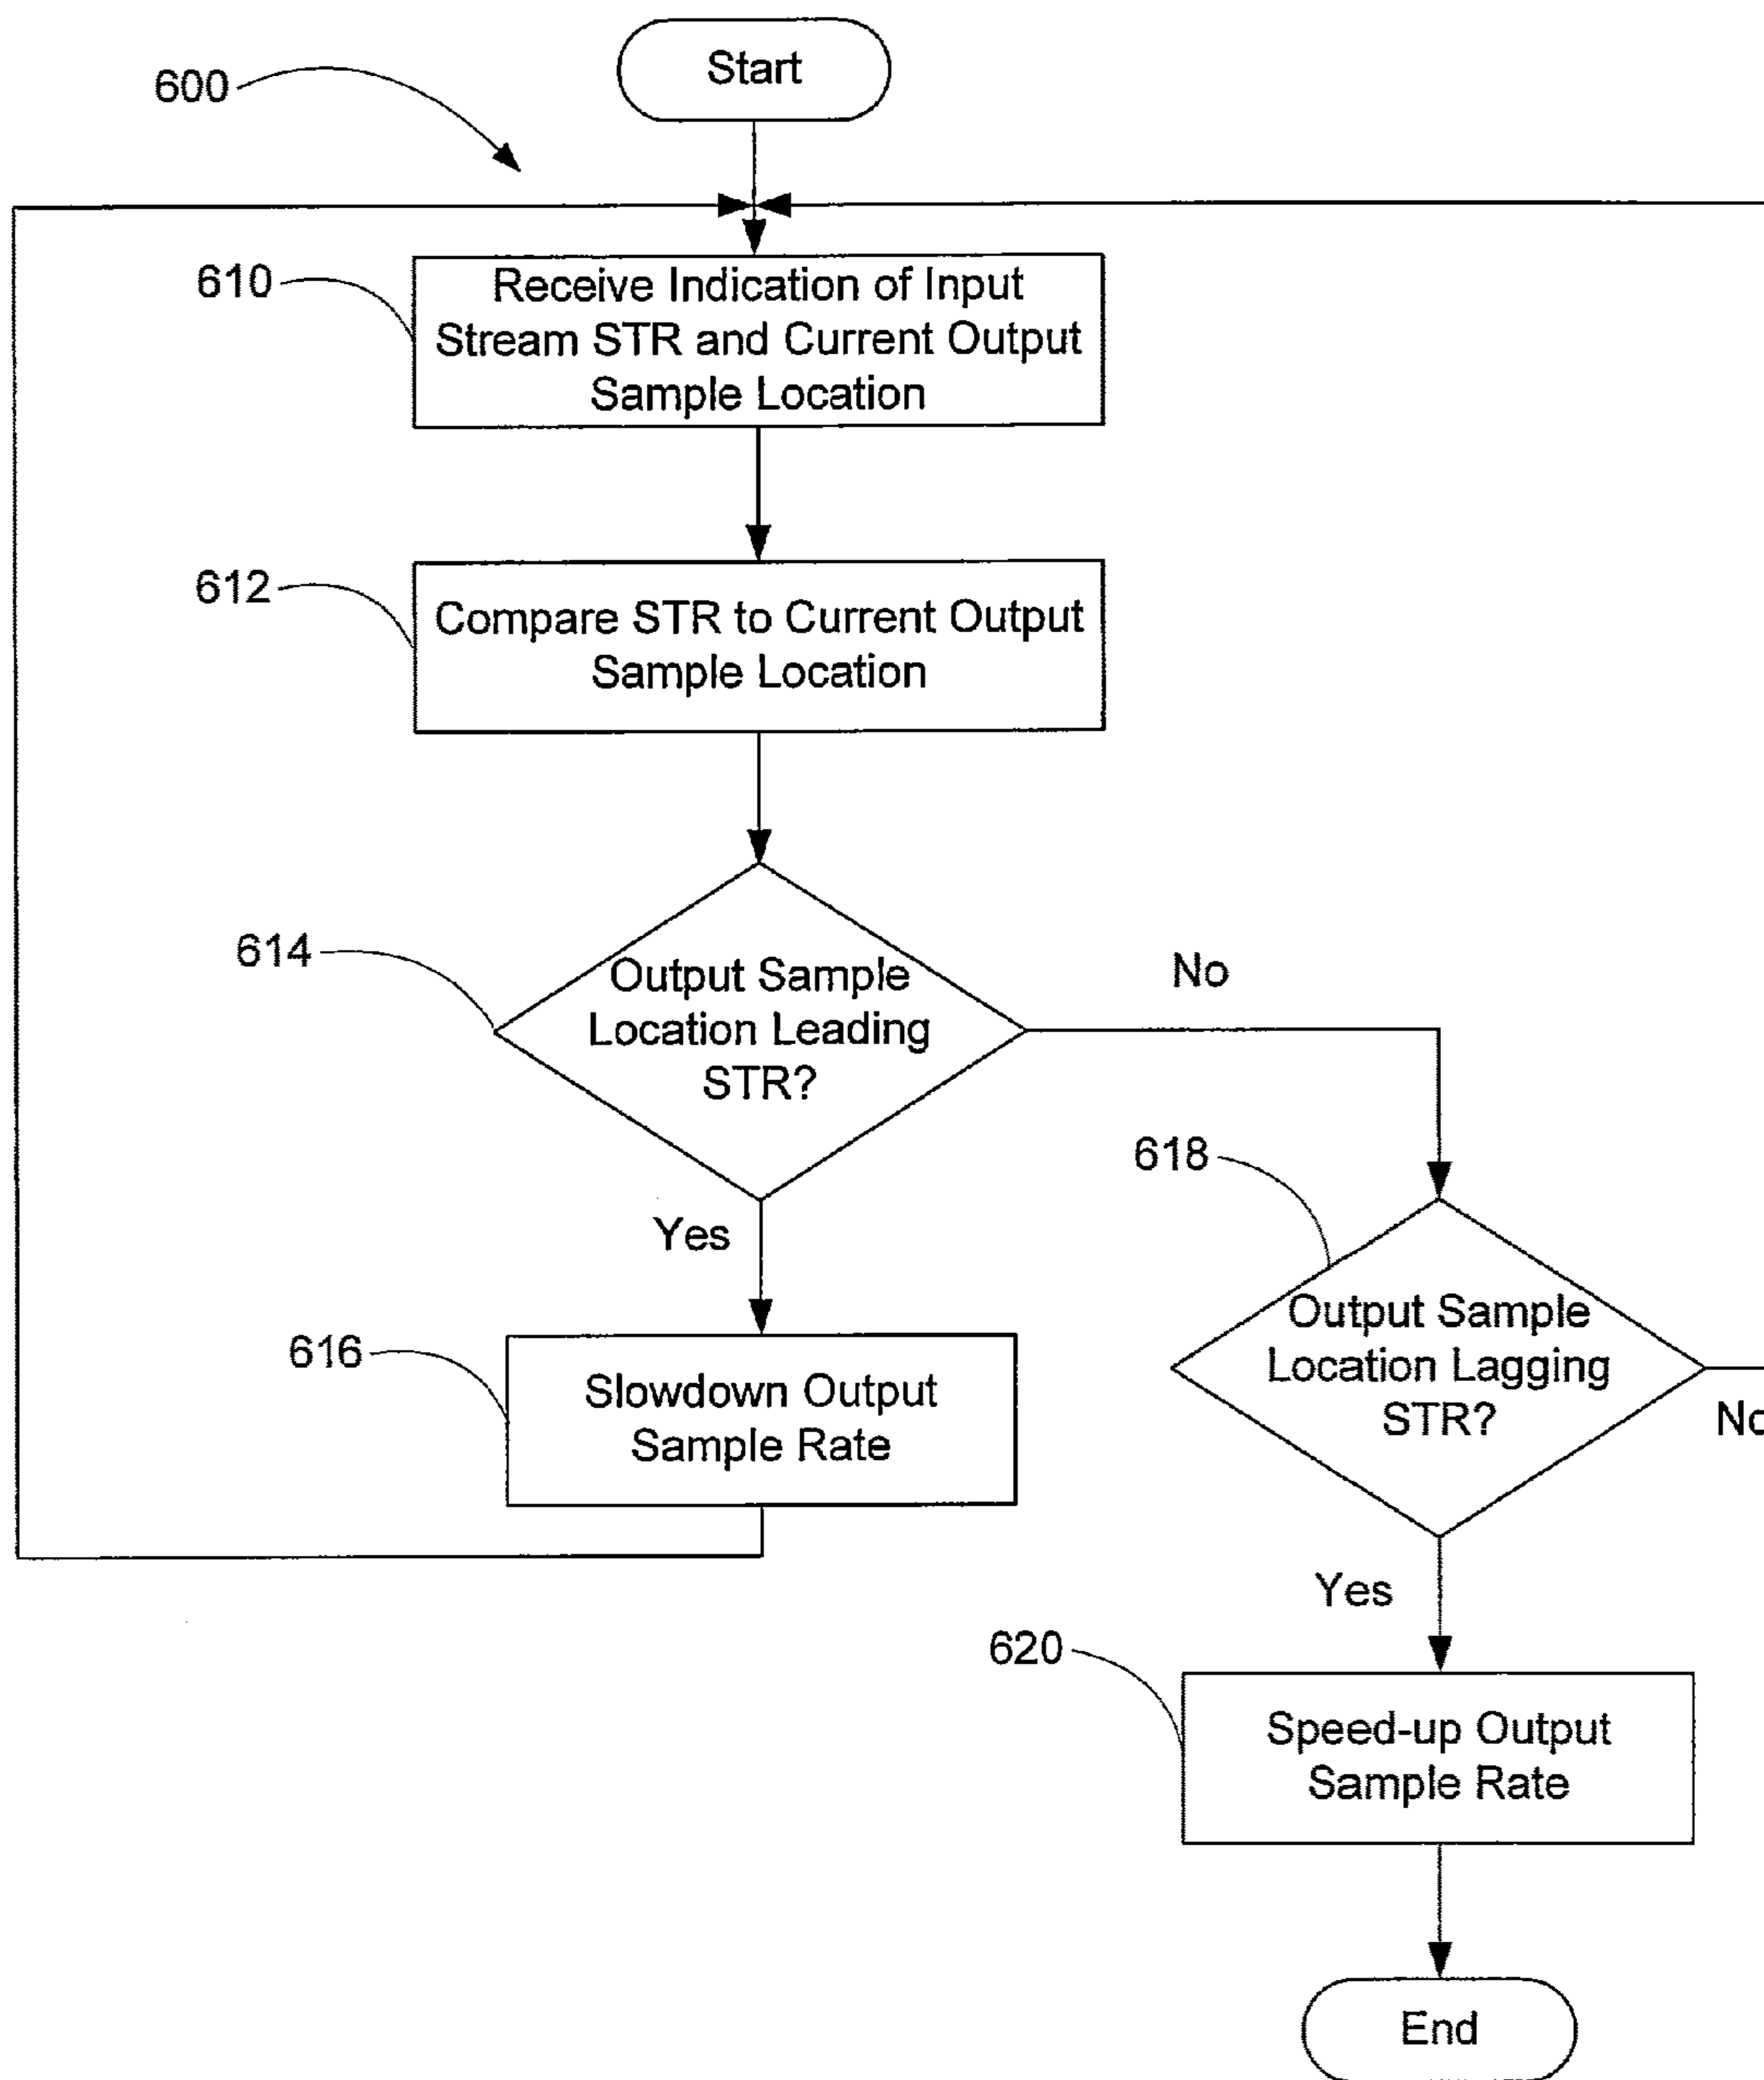 Start
600
610
Receive Indication of Input
Stream STR and Current Output
Sample Location
612
Compare STR to Current Output
Sample Location
614
Output Sample
Location Leading
STR?
No
Yes
616
Slowdown Output
Sample Rate
618
Output Sample
Location Lagging
STR?
No
Yes
620
Speed-up Output
Sample Rate
End